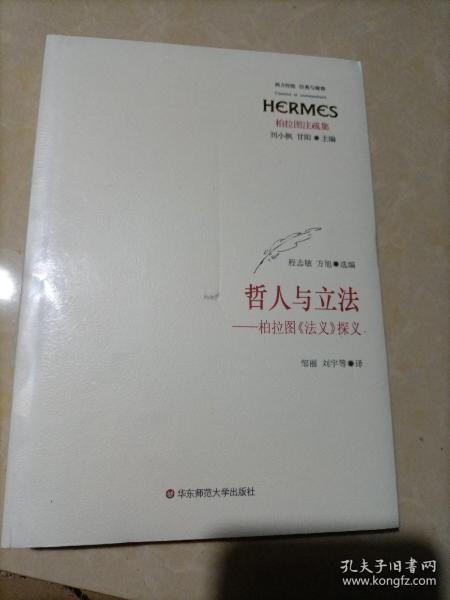 西方传统 经典与解释
Classici et commentarii
HERMES
柏拉图注疏集
刘小枫 甘阳●主编
程志敏 方旭●选编
哲人与立法
——柏拉图《法义》探义
邹丽 刘宇等●译
华东师范大学出版社
孔夫子旧书网
www.kongfz.com